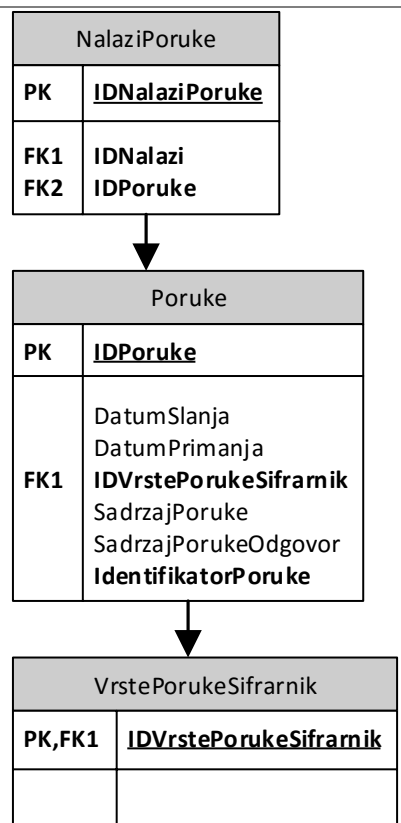 NalaziPoruke
PK IDNalaziPoruke
FK1 IDNalazi
FK2 IDPoruke
Poruke
PK IDPoruke
DatumSlanja
DatumPrimanja
FK1 IDVrstePorukeSifrarnik
SadrzajPoruke
SadrzajPorukeOdgovor
IdentifikatorPoruke
VrstePorukeSifrarnik
PK,FK1 IDVrstePorukeSifrarnik